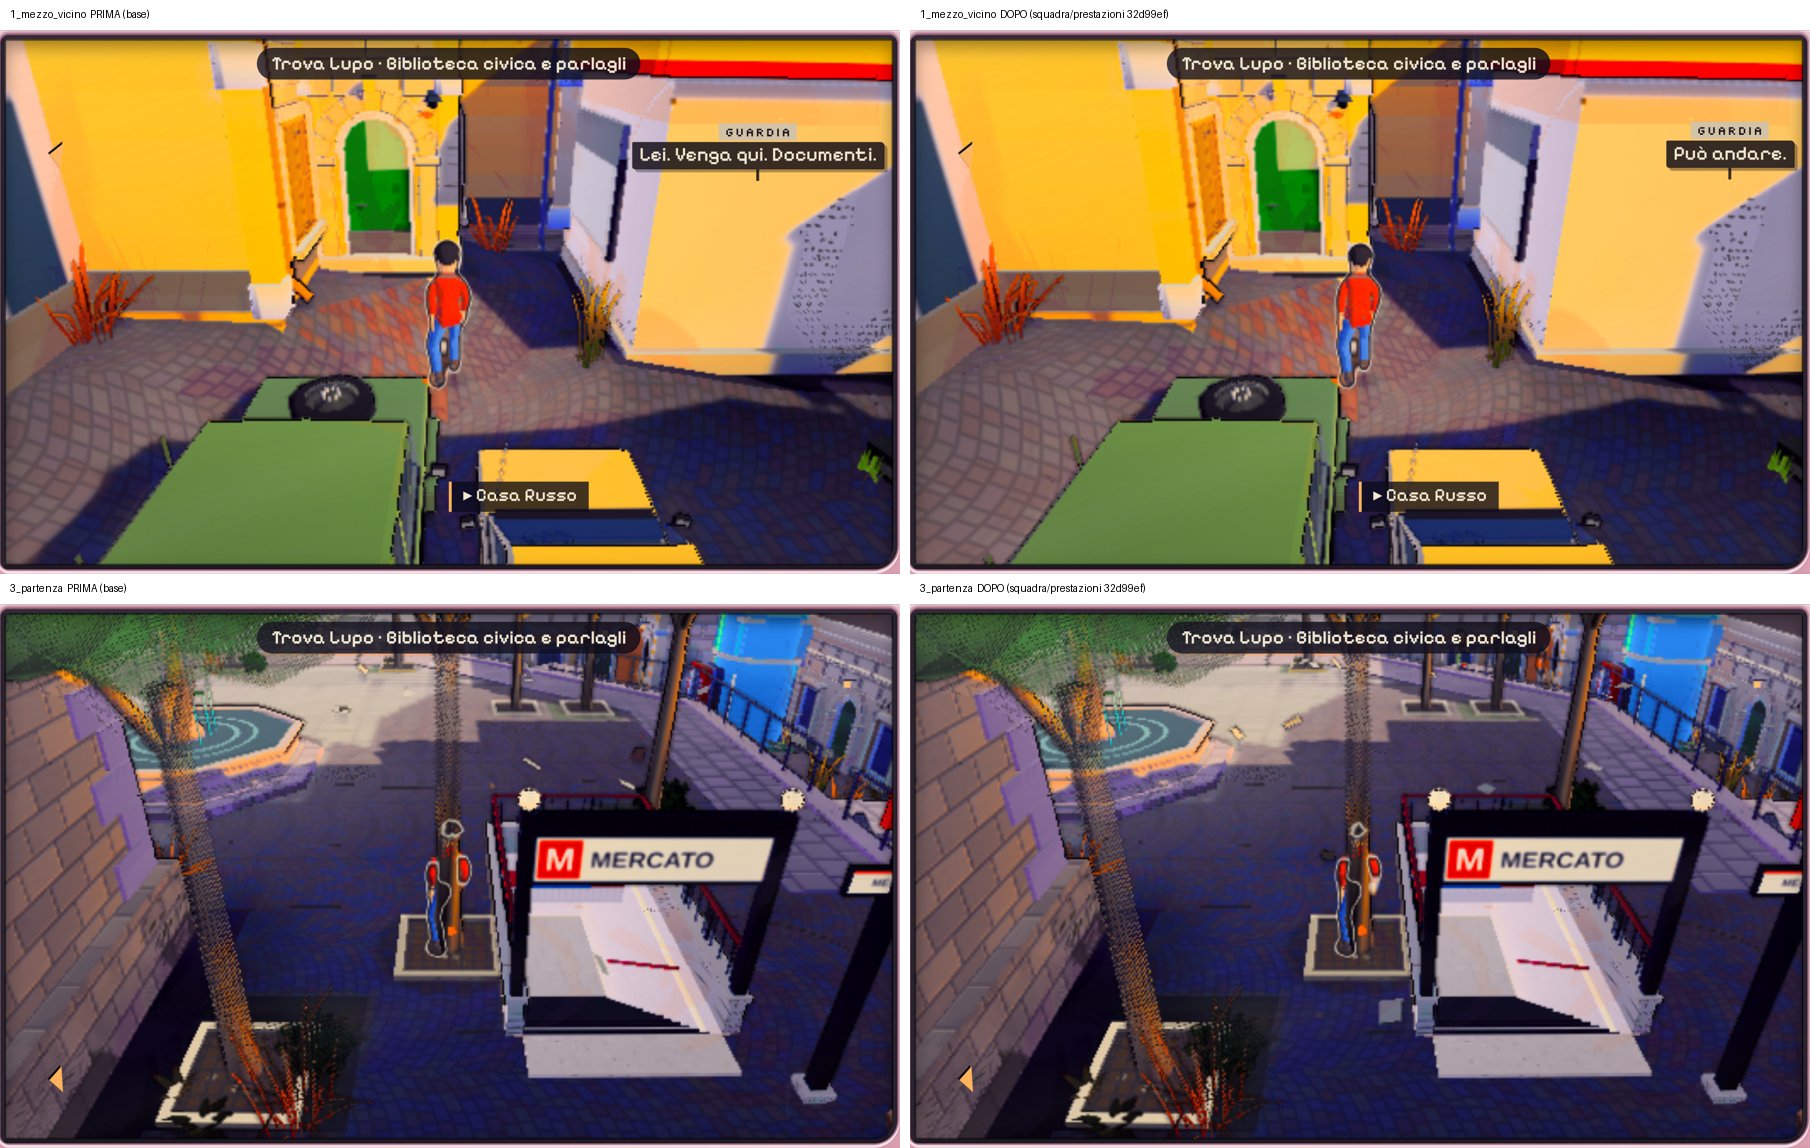 1_mezzo_vicino PRIMA (base)
1_mezzo_vicino DOPO (squadra/prestazioni 32d99ef)
Trova Lupo · Biblioteca civica e parlagli
GUARDIA
Lei. Venga qui. Documenti.
▸ Casa Russo
Trova Lupo · Biblioteca civica e parlagli
GUARDIA
Può andare.
▸ Casa Russo
3_partenza PRIMA (base)
3_partenza DOPO (squadra/prestazioni 32d99ef)
Trova Lupo · Biblioteca civica e parlagli
M MERCATO
ME
Trova Lupo · Biblioteca civica e parlagli
M MERCATO
ME